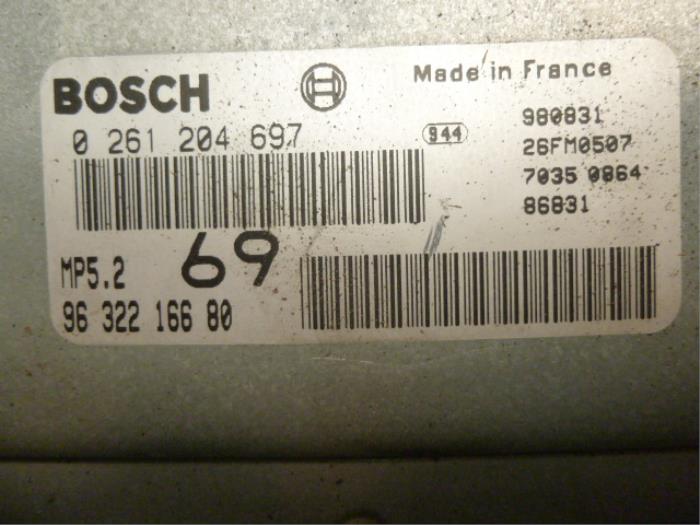 BOSCH
Made in France
0 261 204 697
944
980831
26FM0507
7035 0864
86831
MP5.2
69
96 322 166 80